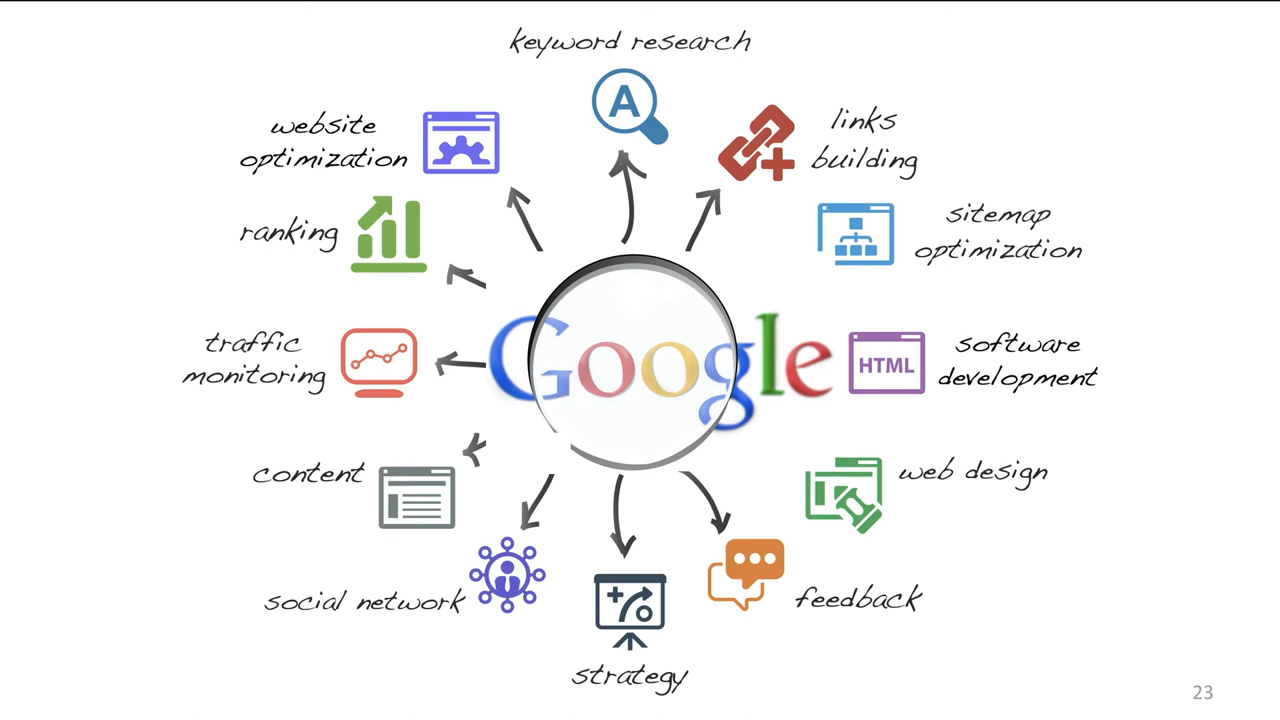 keyword research
A
links
building
website
optimization
sitemap
optimization
ranking
Google
traffic
monitoring
HTML
software
development
content
web design
social network
feedback
strategy
23